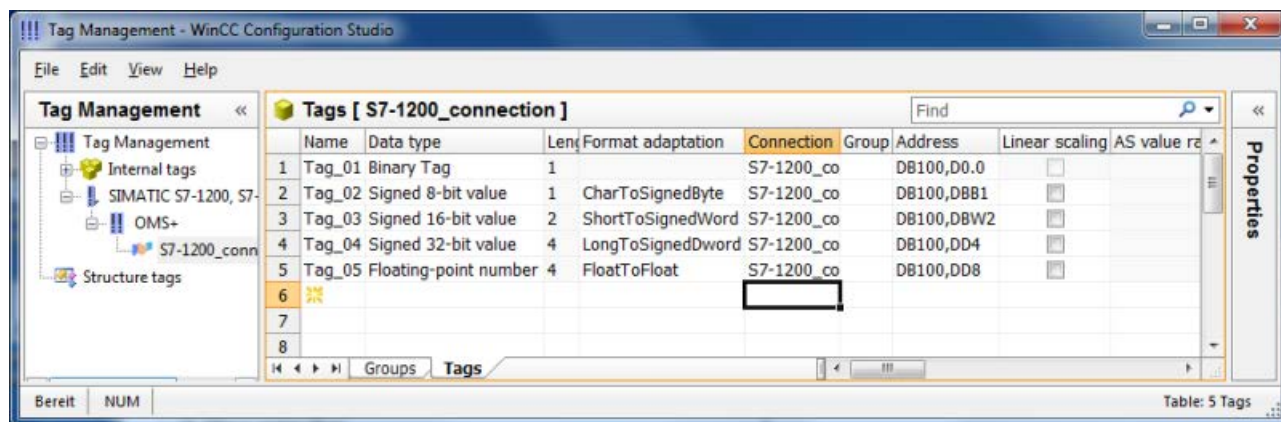 Tag Management - WinCC Configuration Studio
File Edit View Help
Tag Management «
Tags [ S7-1200_connection ]
Find
«
Tag Management
Internal tags
SIMATIC S7-1200, S7-
OMS+
S7-1200_conn
Structure tags
Name Data type Leng Format adaptation Connection Group Address Linear scaling AS value ra
1 Tag_01 Binary Tag 1 S7-1200_co DB100,D0.0
2 Tag_02 Signed 8-bit value 1 CharToSignedByte S7-1200_co DB100,DBB1
3 Tag_03 Signed 16-bit value 2 ShortToSignedWord S7-1200_co DB100,DBW2
4 Tag_04 Signed 32-bit value 4 LongToSignedDword S7-1200_co DB100,DD4
5 Tag_05 Floating-point number 4 FloatToFloat S7-1200_co DB100,DD8
6
7
8
Groups Tags
Properties
Bereit NUM Table: 5 Tags